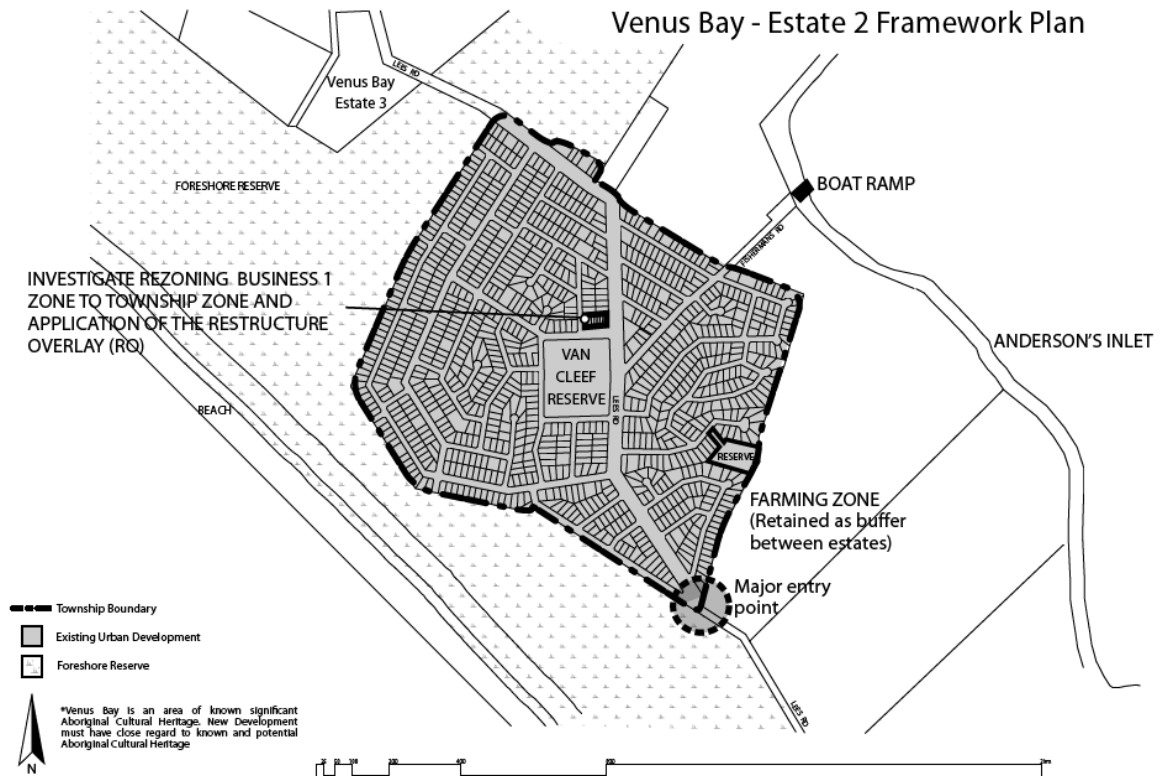 Venus Bay - Estate 2 Framework Plan
LEES RD
Venus Bay
Estate 3
FORESHORE RESERVE
BOAT RAMP
FISHERMANS RD
INVESTIGATE REZONING BUSINESS 1
ZONE TO TOWNSHIP ZONE AND
APPLICATION OF THE RESTRUCTURE
OVERLAY (RO)
ANDERSON'S INLET
VAN
CLEEF
RESERVE
LEES RD
BEACH
RESERVE
FARMING ZONE
(Retained as buffer
between estates)
Major entry
point
LEES RD
Township Boundary
Existing Urban Development
Foreshore Reserve
*Venus Bay is an area of known significant
Aboriginal Cultural Heritage. New Development
must have close regard to known and potential
Aboriginal Cultural Heritage
N